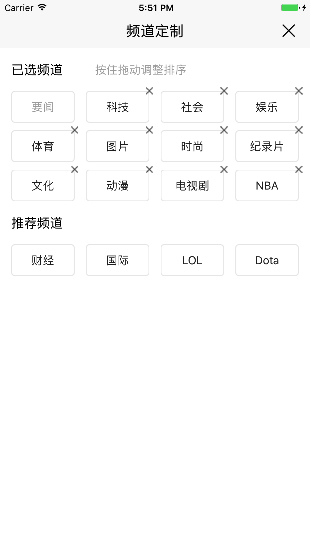 Carrier 5:51 PM
频道定制
已选频道 按住拖动调整排序
要闻 科技 社会 娱乐
体育 图片 时尚 纪录片
文化 动漫 电视剧 NBA
推荐频道
财经 国际 LOL Dota